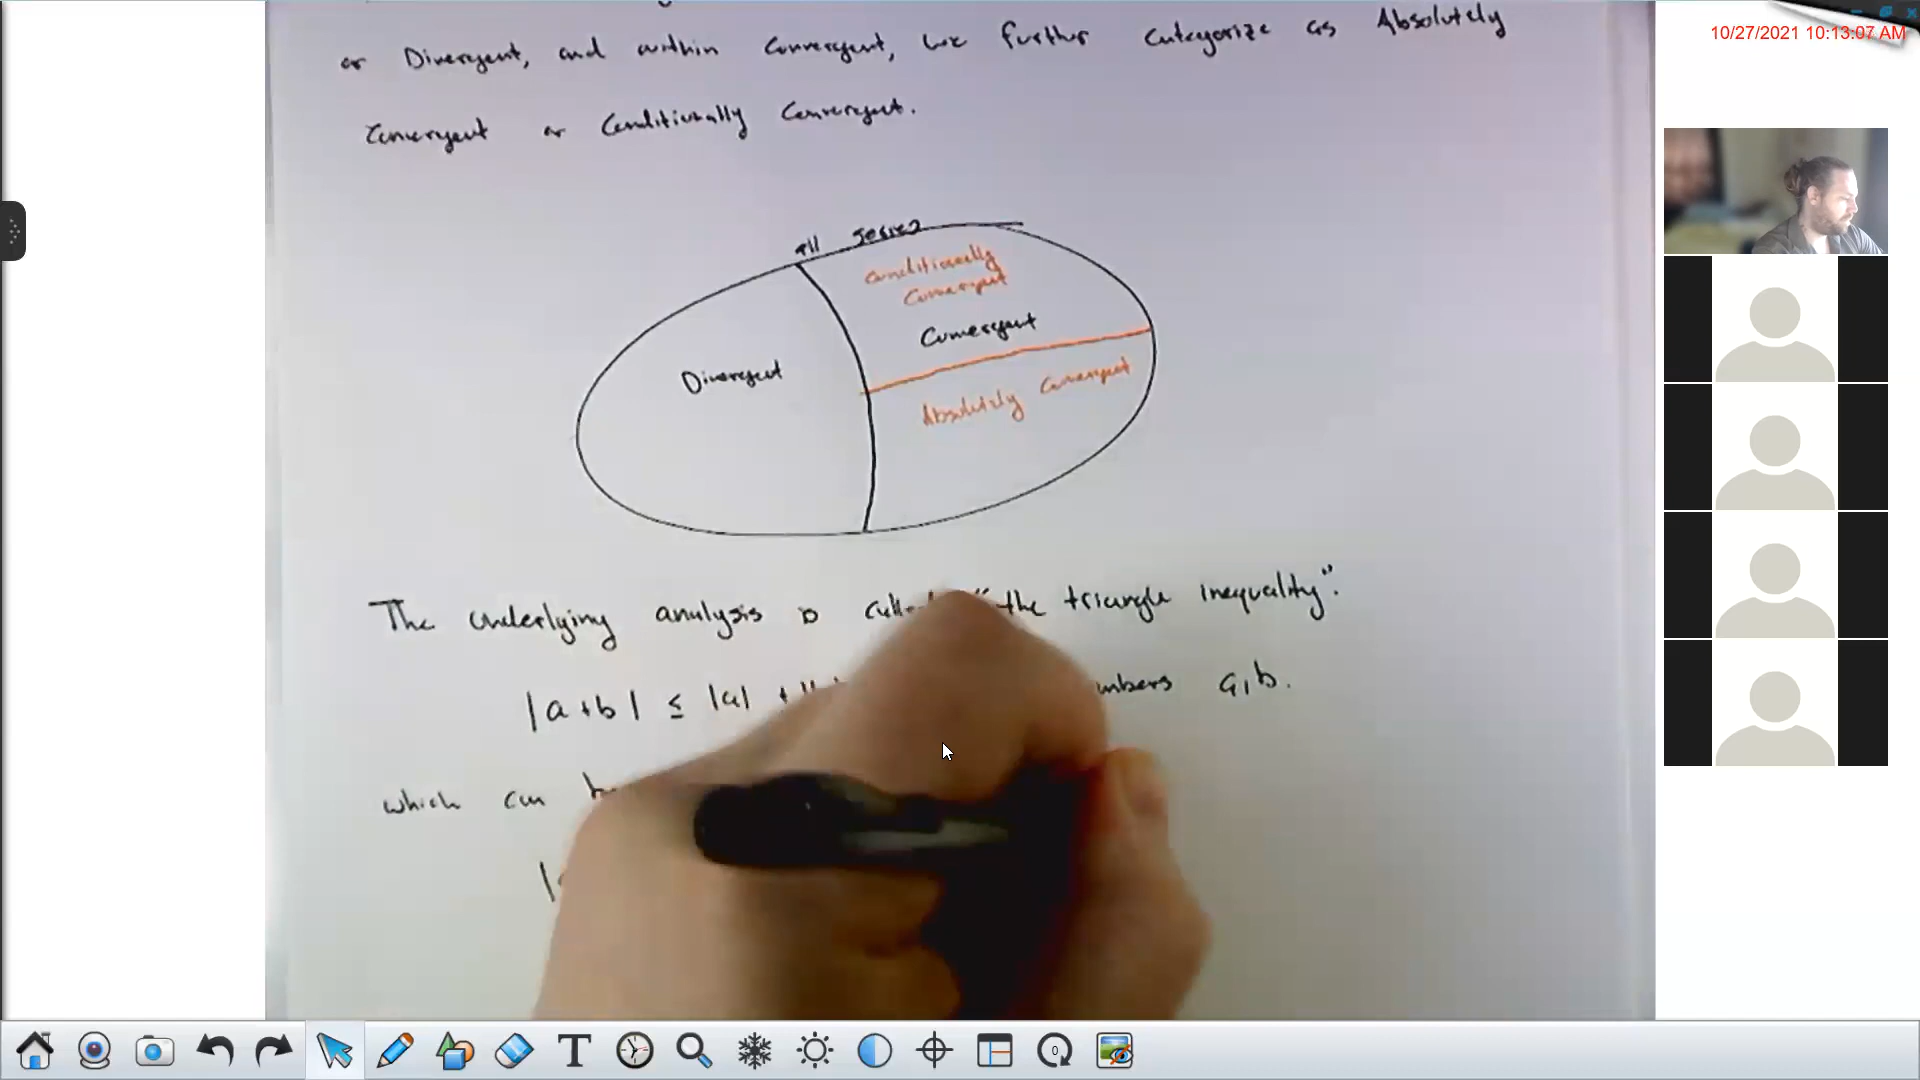 or Divergent, and within Convergent, we further Categorize as Absolutely
10/27/2021 10:13:07 AM
Convergent or Conditionally Convergent.
all series
Conditionally
Convergent
Convergent
Divergent
Absolutely Convergent
The underlying analysis is "the triangle inequality".
|a+b| ≤ |a| + a,b.
which can
T
0